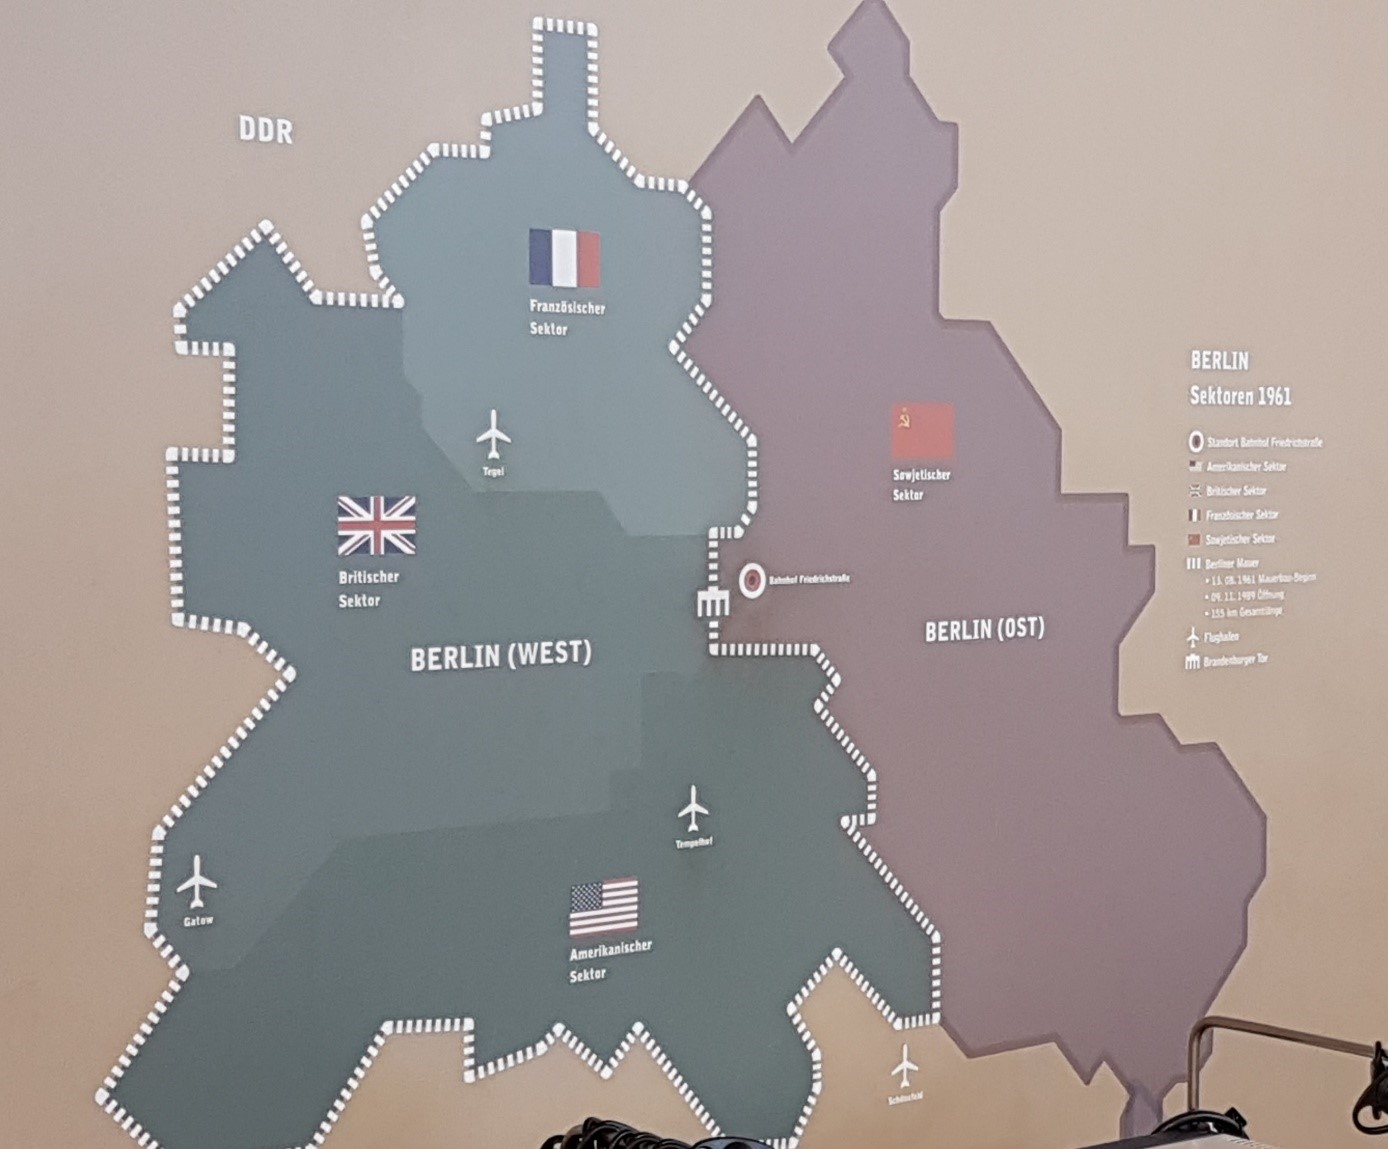 DDR
Französischer
Sektor
Tegel
Britischer
Sektor
BERLIN (WEST)
Sowjetischer
Sektor
Bahnhof Friedrichstraße
BERLIN (OST)
Tempelhof
Gatow
Amerikanischer
Sektor
Schönefeld
BERLIN
Sektoren 1961
Standort Bahnhof Friedrichstraße
Amerikanischer Sektor
Britischer Sektor
Französischer Sektor
Sowjetischer Sektor
Berliner Mauer
• 13. 08. 1961 Mauerbau-Beginn
• 09. 11. 1989 Öffnung
• 155 km Gesamtlänge
Flughafen
Brandenburger Tor